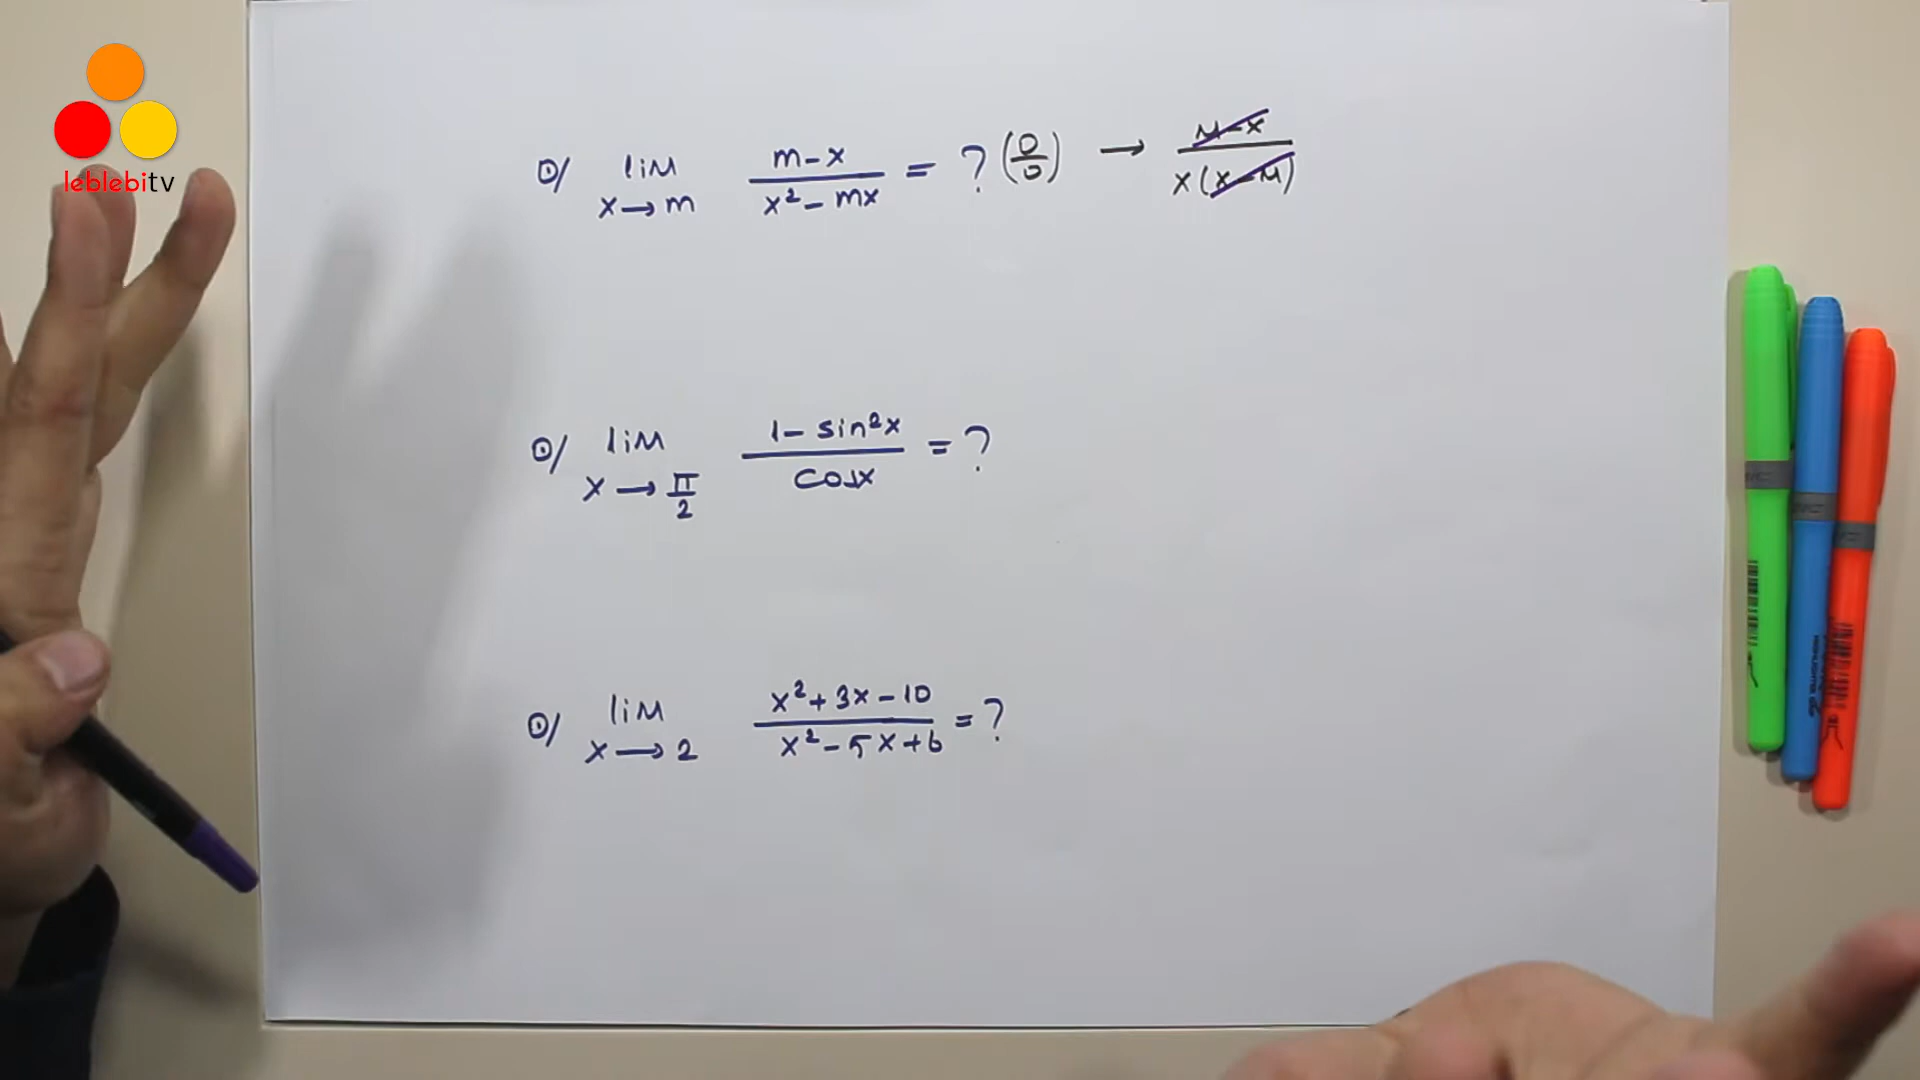 leblebitv
lim x→m (m-x)/(x²-mx) = ? (0/0) → (m-x)/(x(x-m))
lim x→π/2 (1-sin²x)/(cosx) = ?
lim x→2 (x²+3x-10)/(x²-5x+6) = ?